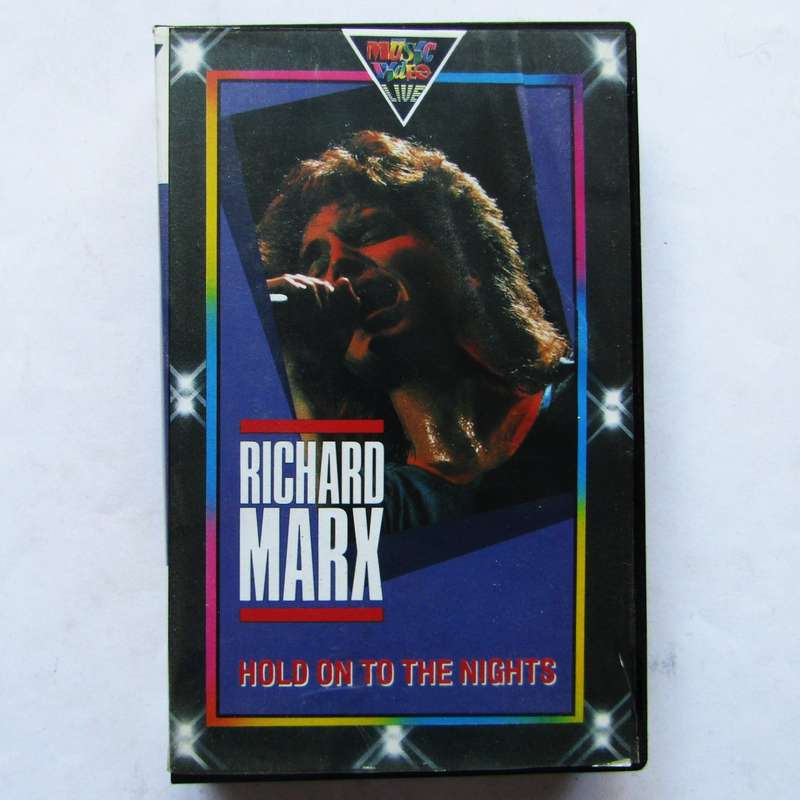 MUSIC
VIDEO
LIVE
RICHARD
MARX
HOLD ON TO THE NIGHTS